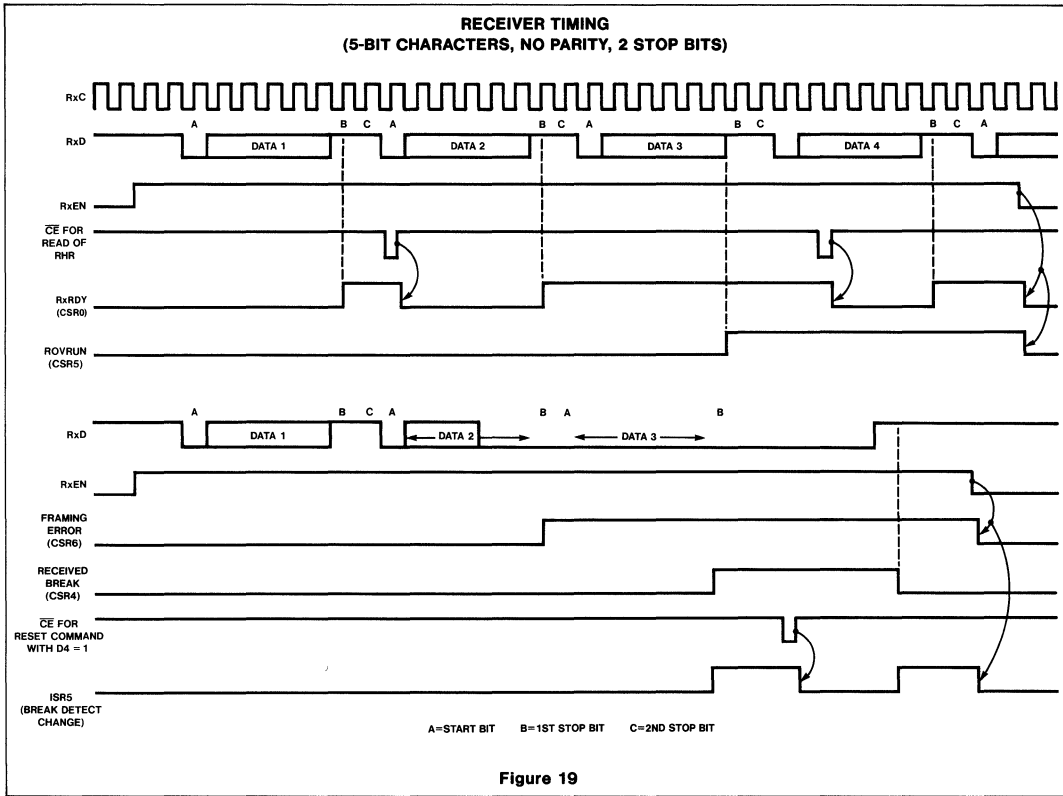 RECEIVER TIMING
(5-BIT CHARACTERS, NO PARITY, 2 STOP BITS)
RxC
A B C A B C A B C B C A
RxD DATA 1 DATA 2 DATA 3 DATA 4
RxEN
CE FOR
READ OF
RHR
RxRDY
(CSR0)
ROVRUN
(CSR5)
A B C A B A B
RxD DATA 1 DATA 2 DATA 3
RxEN
FRAMING
ERROR
(CSR6)
RECEIVED
BREAK
(CSR4)
CE FOR
RESET COMMAND
WITH D4 = 1
ISR5
(BREAK DETECT
CHANGE)
A=START BIT B=1ST STOP BIT C=2ND STOP BIT
Figure 19